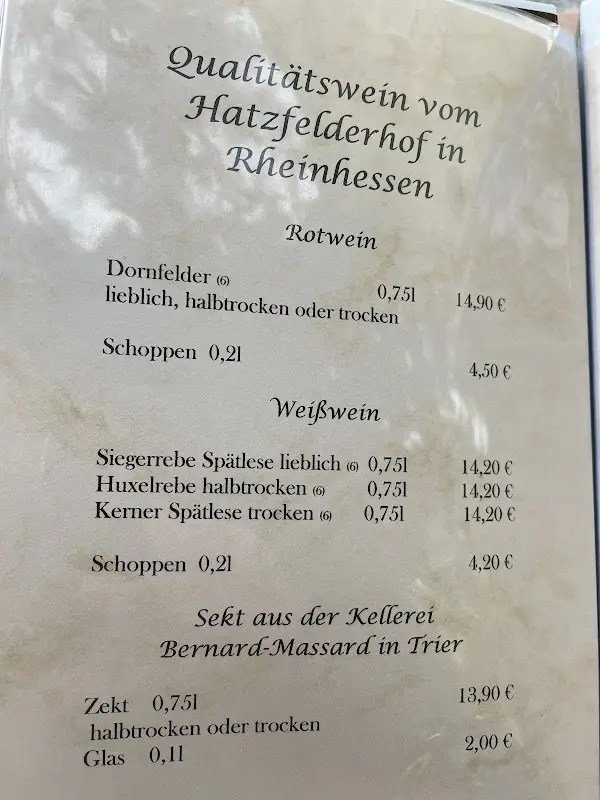 Qualitätswein vom
Hatzfelderhof in
Rheinhessen
Rotwein
Dornfelder (6) 0,75l 14,90 €
lieblich, halbtrocken oder trocken
Schoppen 0,2l 4,50 €
Weißwein
Siegerrebe Spätlese lieblich (6) 0,75l 14,20 €
Huxelrebe halbtrocken (6) 0,75l 14,20 €
Kerner Spätlese trocken (6) 0,75l 14,20 €
Schoppen 0,2l 4,20 €
Sekt aus der Kellerei
Bernard-Massard in Trier
Zekt 0,75l 13,90 €
halbtrocken oder trocken
Glas 0,1l 2,00 €